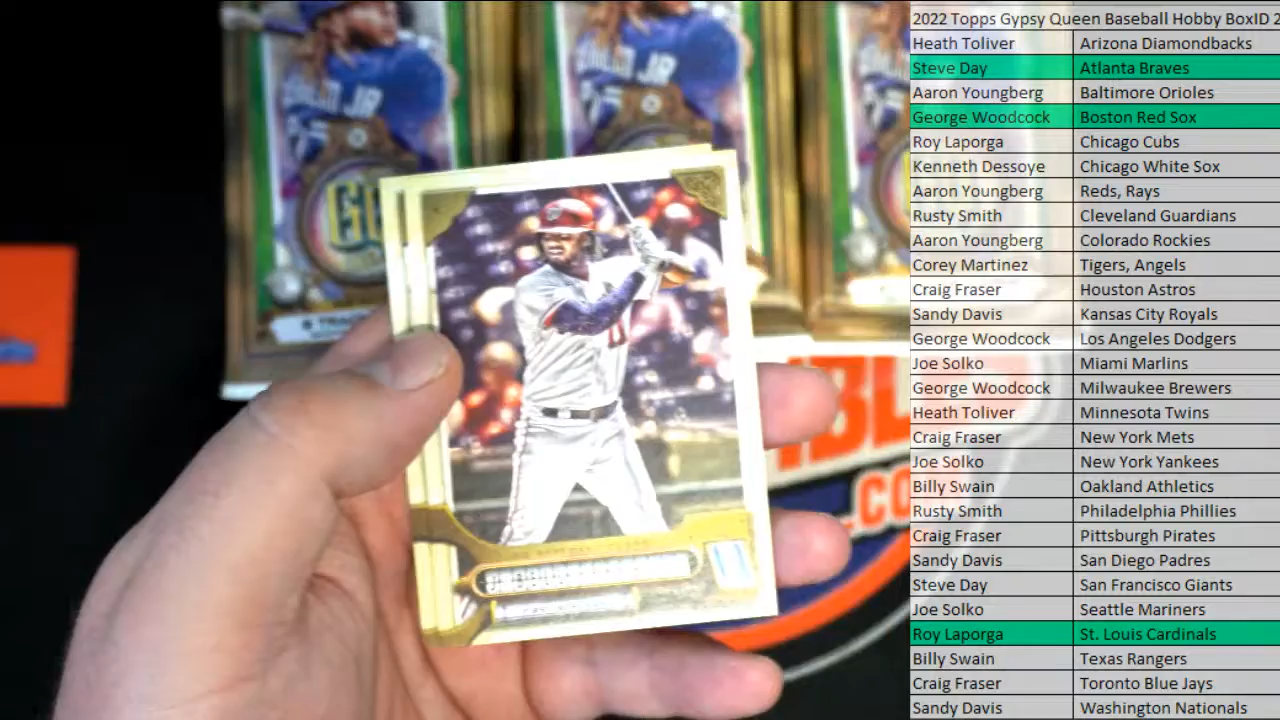 2022 Topps Gypsy Queen Baseball Hobby BoxID 2
Heath Toliver Arizona Diamondbacks
Steve Day Atlanta Braves
Aaron Youngberg Baltimore Orioles
George Woodcock Boston Red Sox
Roy Laporga Chicago Cubs
Kenneth Dessoye Chicago White Sox
Aaron Youngberg Reds, Rays
Rusty Smith Cleveland Guardians
Aaron Youngberg Colorado Rockies
Corey Martinez Tigers, Angels
Craig Fraser Houston Astros
Sandy Davis Kansas City Royals
George Woodcock Los Angeles Dodgers
Joe Solko Miami Marlins
George Woodcock Milwaukee Brewers
Heath Toliver Minnesota Twins
Craig Fraser New York Mets
Joe Solko New York Yankees
Billy Swain Oakland Athletics
Rusty Smith Philadelphia Phillies
Craig Fraser Pittsburgh Pirates
Sandy Davis San Diego Padres
Steve Day San Francisco Giants
Joe Solko Seattle Mariners
Roy Laporga St. Louis Cardinals
Billy Swain Texas Rangers
Craig Fraser Toronto Blue Jays
Sandy Davis Washington Nationals
JR
JR
GQ
.CO